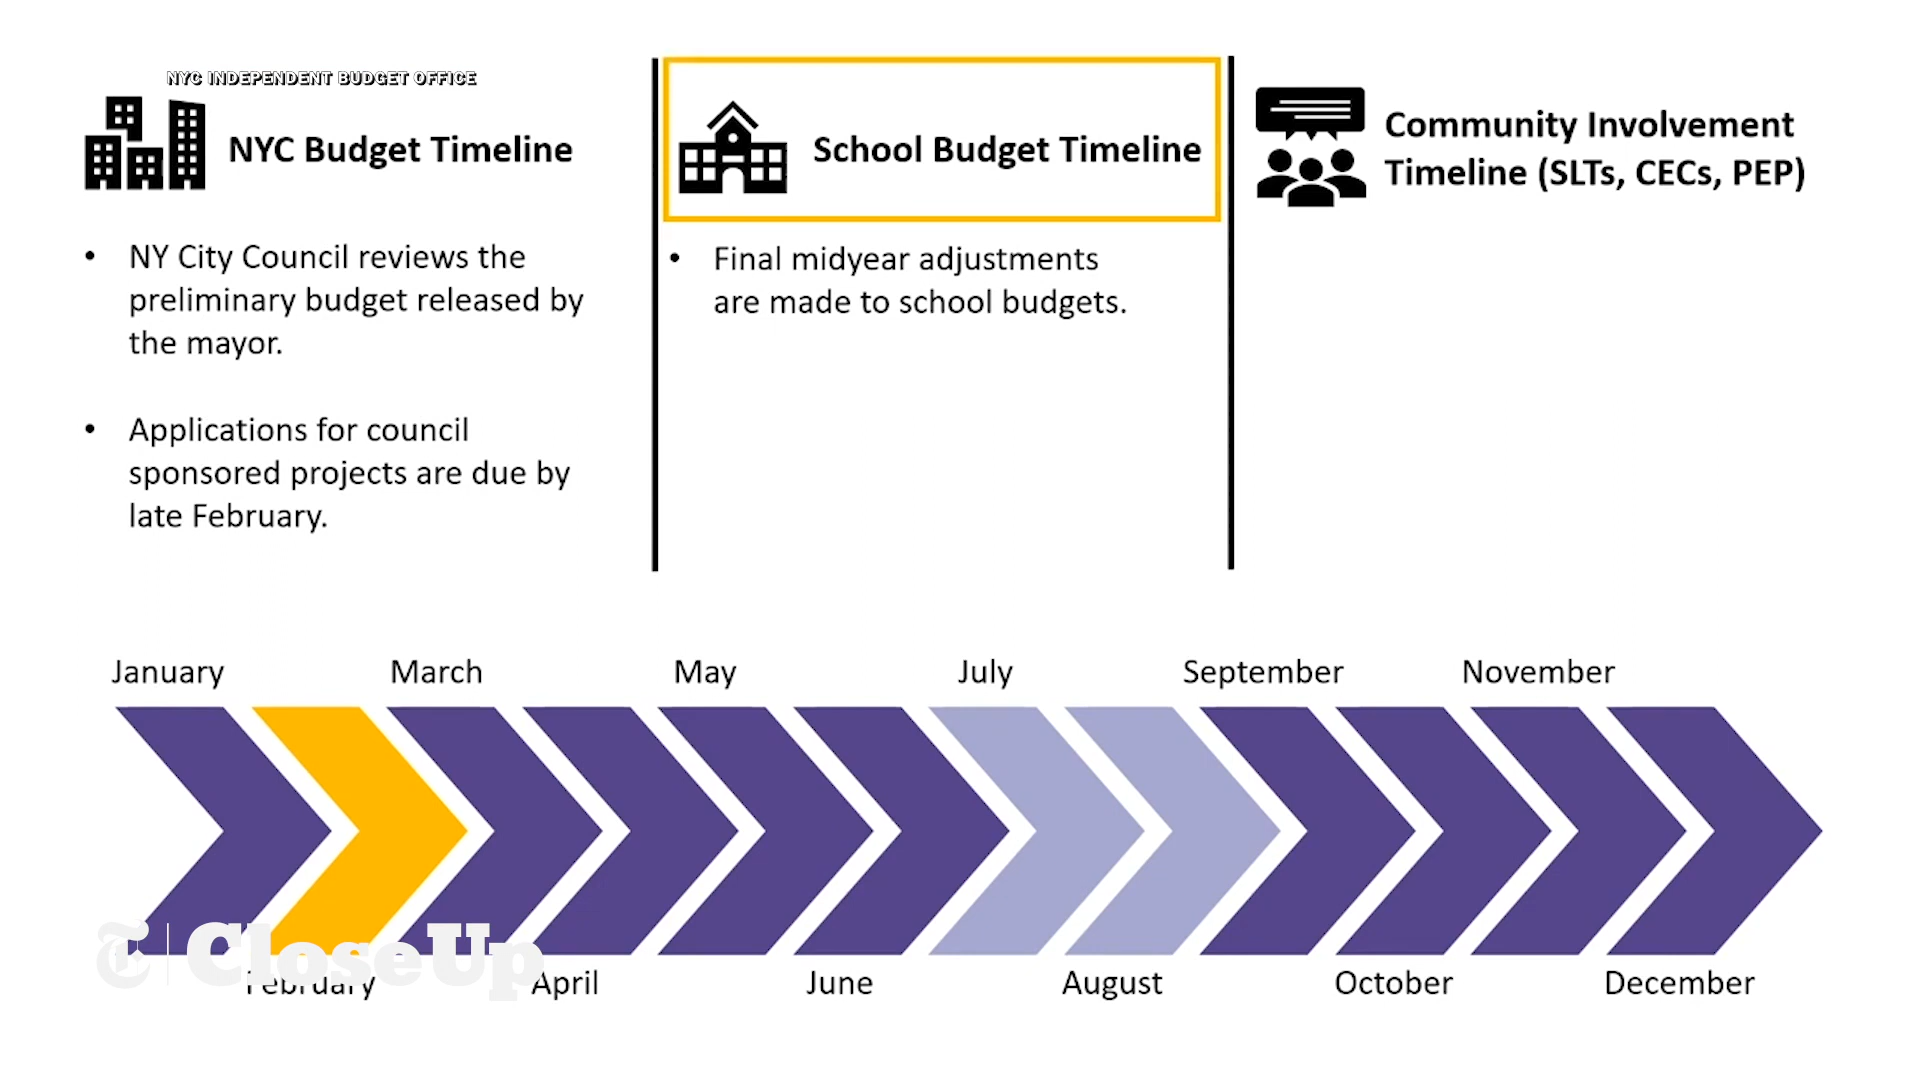 NYC INDEPENDENT BUDGET OFFICE
NYC Budget Timeline
• NY City Council reviews the
preliminary budget released by
the mayor.
• Applications for council
sponsored projects are due by
late February.
School Budget Timeline
• Final midyear adjustments
are made to school budgets.
Community Involvement
Timeline (SLTs, CECs, PEP)
January March May July September November
February April June August October December
T | CloseUp